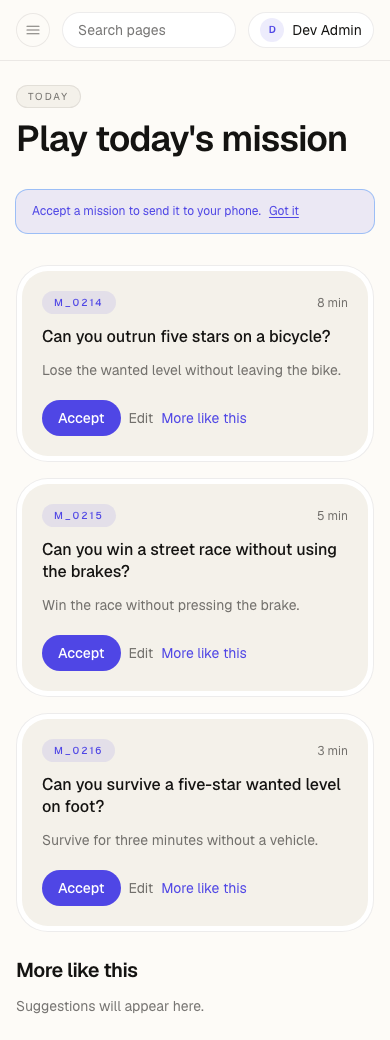 Search pages
D
Dev Admin
TODAY
Play today's mission
Accept a mission to send it to your phone. Got it
M_0214
8 min
Can you outrun five stars on a bicycle?
Lose the wanted level without leaving the bike.
Accept Edit More like this
M_0215
5 min
Can you win a street race without using
the brakes?
Win the race without pressing the brake.
Accept Edit More like this
M_0216
3 min
Can you survive a five-star wanted level
on foot?
Survive for three minutes without a vehicle.
Accept Edit More like this
More like this
Suggestions will appear here.